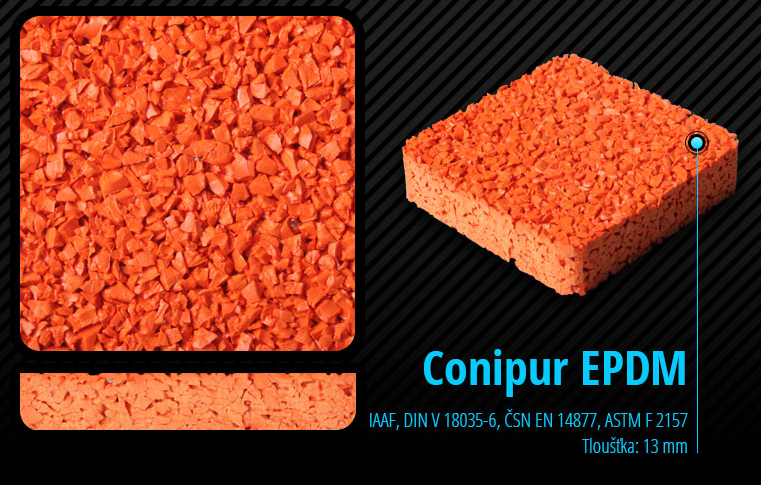 Conipur EPDM
IAAF, DIN V 18035-6, ČSN EN 14877, ASTM F 2157
Tloušťka: 13 mm